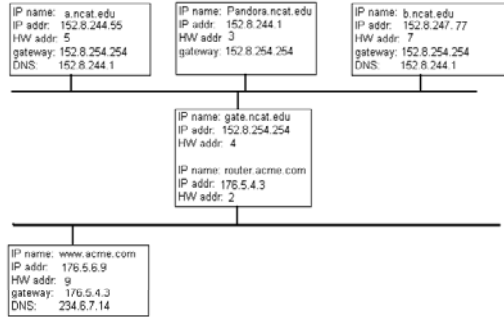 IP name: a.ncat.edu
IP addr: 152.8.244.55
HW addr:
5
gateway: 152.8.254.254
DNS: 152.8.244.1
IP name: Pandora.ncat.edu
IP addr: 152.8.244.1
HW addr
3
gateway: 152.8.254.254
IP name: b.ncat.edu
IP addr: 152.8.247.77
HW addr:
7
gateway: 152.8.254.254
DNS: 152.8.244.1
IP name: gate.ncat.edu
IP addr: 152.8.254.254
HW addr: 4
IP name: router.acme.com
IP addr: 176.5.4.3
HW addr: 2
IP name: www.acme.com
IP addr: 176.5.6.9
HW addr:
9
gateway: 176.5.4.3
DNS: 234.6.7.14